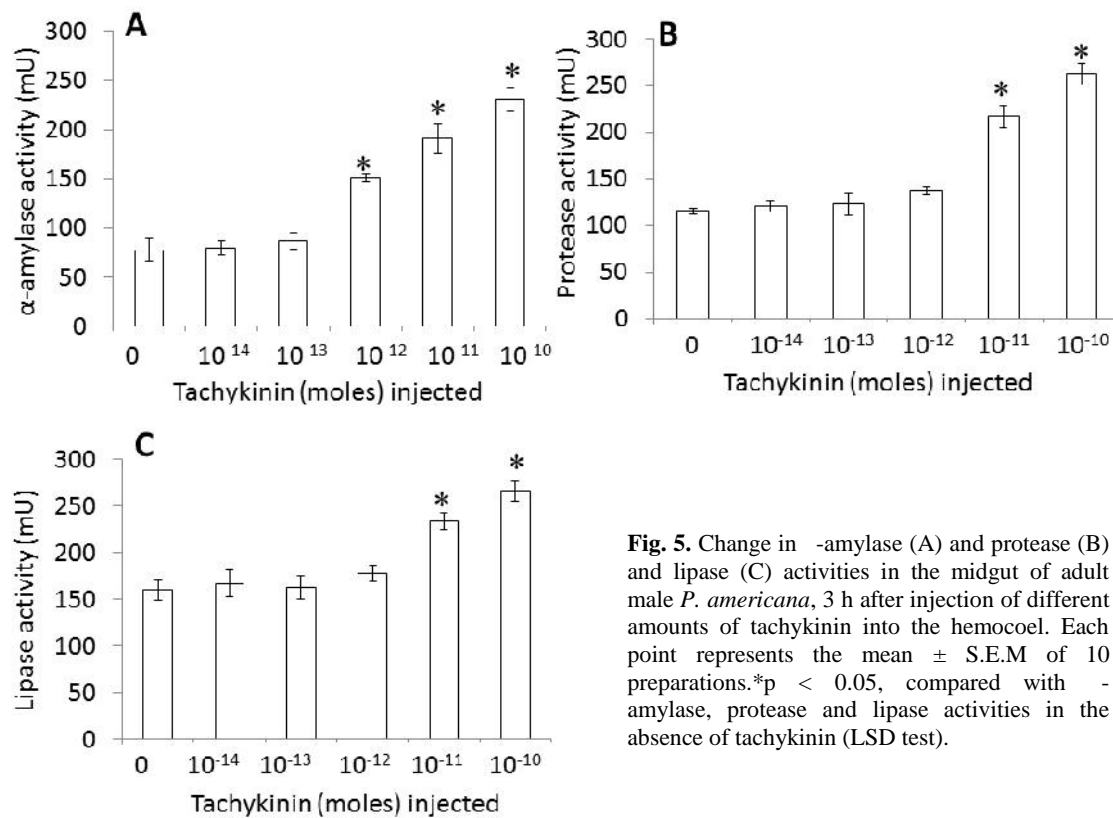 A
300
250
200
150
100
50
0
α-amylase activity (mU)
* * *
0 10 14 10 13 10 12 10 11 10 -10
Tachykinin (moles) injected
B
300
250
200
150
100
50
0
Protease activity (mU)
* *
0 10-14 10-13 10-12 10-11 10-10
Tachykinin (moles) injected
C
300
250
200
150
100
50
0
Lipase activity (mU)
* *
0 10-14 10-13 10-12 10-11 10-10
Tachykinin (moles) injected
Fig. 5. Change in -amylase (A) and protease (B)
and lipase (C) activities in the midgut of adult
male P. americana, 3 h after injection of different
amounts of tachykinin into the hemocoel. Each
point represents the mean ± S.E.M of 10
preparations.*p < 0.05, compared with -
amylase, protease and lipase activities in the
absence of tachykinin (LSD test).